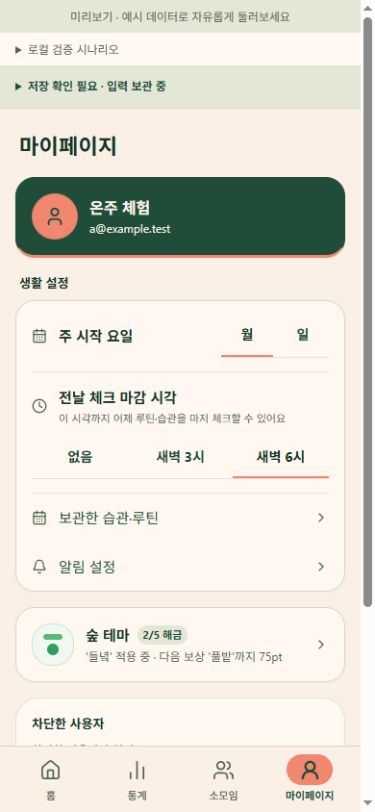 미리보기 · 예시 데이터로 자유롭게 둘러보세요
▶ 로컬 검증 시나리오
▶ 저장 확인 필요 · 입력 보관 중
마이페이지
온주 체험
a@example.test
생활 설정
주 시작 요일 월 일
전날 체크 마감 시각
이 시각까지 어제 루틴·습관을 마저 체크할 수 있어요
없음 새벽 3시 새벽 6시
보관한 습관·루틴
알림 설정
숲 테마 2/5 해금
'들녘' 적용 중 · 다음 보상 '풀밭'까지 75pt
차단한 사용자
홈 통계 소모임 마이페이지